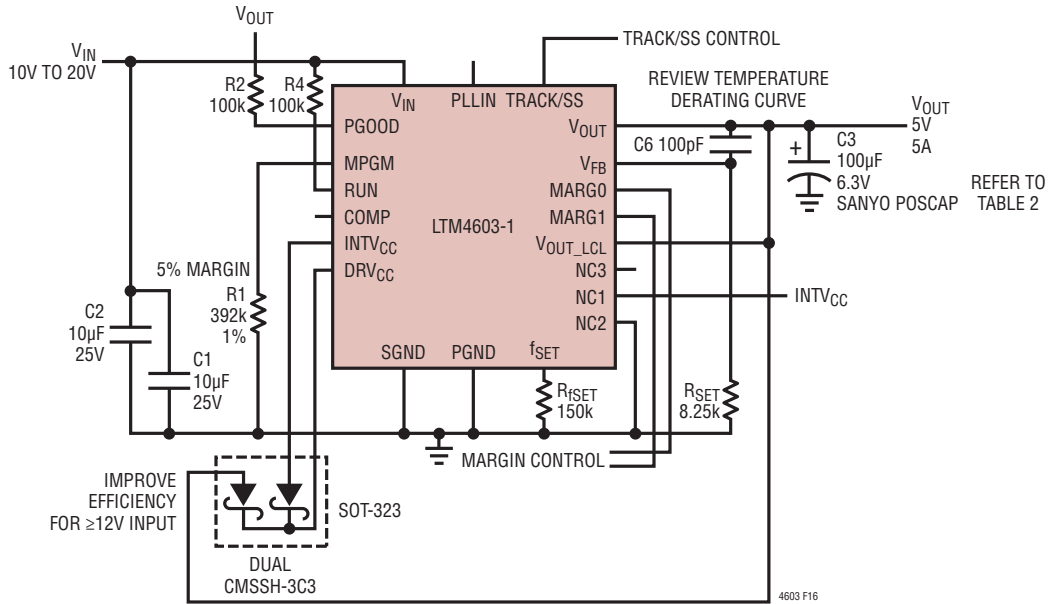 VOUT
VIN
10V TO 20V
TRACK/SS CONTROL
REVIEW TEMPERATURE
DERATING CURVE
R2
100k
R4
100k
VIN
PLLIN
TRACK/SS
PGOOD
MPGM
RUN
COMP
INTVCC
DRVCC
LTM4603-1
VOUT
VFB
MARG0
MARG1
VOUT_LCL
NC3
NC1
NC2
SGND
PGND
fSET
C6 100pF
VOUT
5V
5A
+
C3
100µF
6.3V
SANYO POSCAP
REFER TO
TABLE 2
INTVCC
5% MARGIN
R1
392k
1%
C2
10µF
25V
C1
10µF
25V
RfSET
150k
RSET
8.25k
MARGIN CONTROL
IMPROVE
EFFICIENCY
FOR ≥12V INPUT
SOT-323
DUAL
CMSSH-3C3
4603 F16